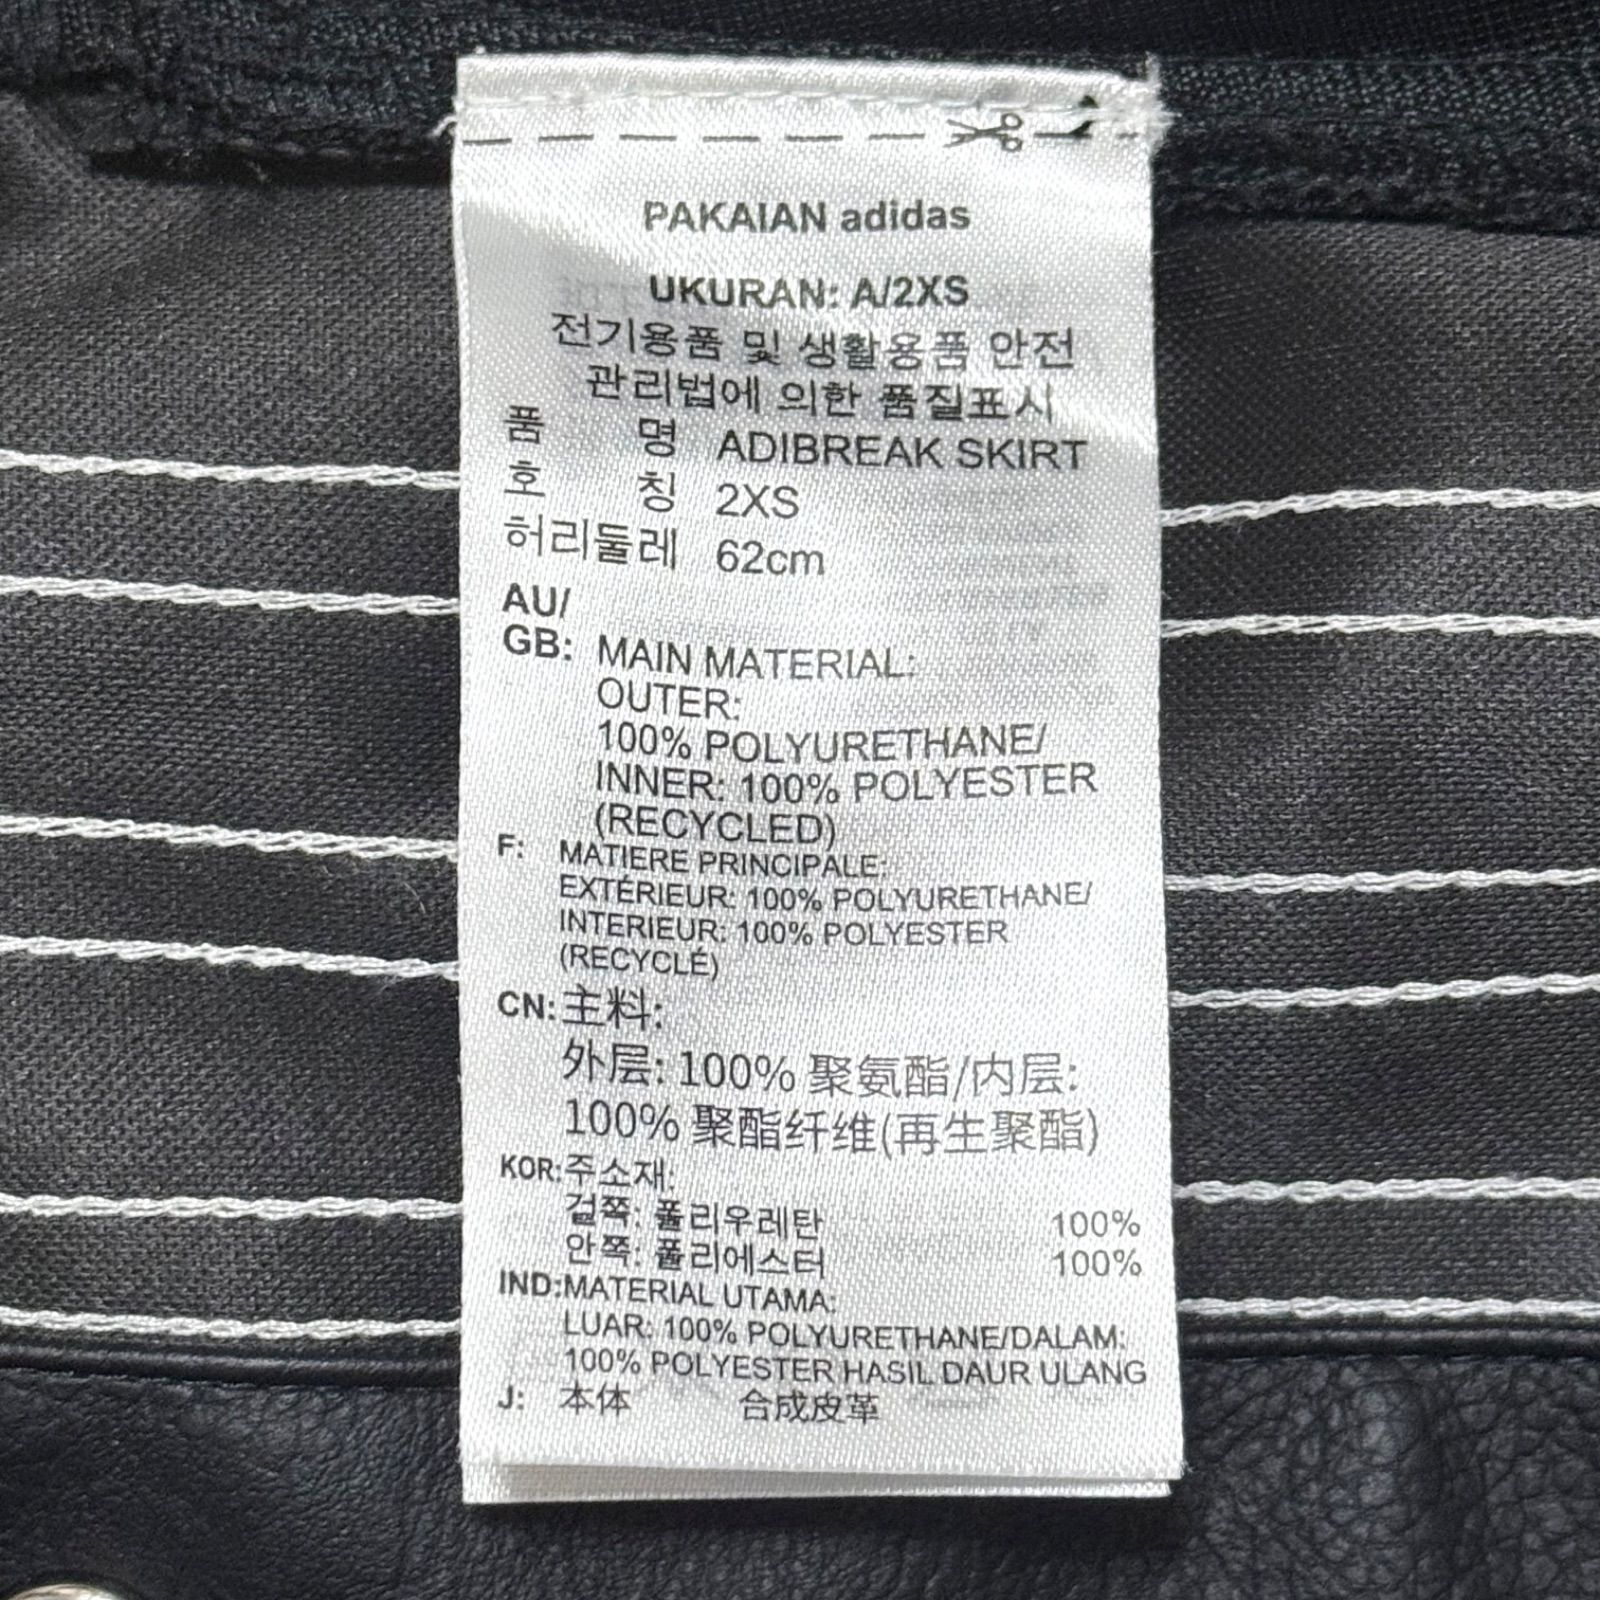 PAKAIAN adidas
UKURAN: A/2XS
전기용품 및 생활용품 안전
관리법에 의한 품질표시
품 명 ADIBREAK SKIRT
호 칭 2XS
허리둘레 62cm
AU/
GB: MAIN MATERIAL:
OUTER:
100% POLYURETHANE/
INNER: 100% POLYESTER
(RECYCLED)
F: MATIERE PRINCIPALE:
EXTÉRIEUR: 100% POLYURETHANE/
INTERIEUR: 100% POLYESTER
(RECYCLÉ)
CN: 主料:
外层: 100% 聚氨酯/内层:
100% 聚酯纤维(再生聚酯)
KOR: 주소재:
겉쪽: 폴리우레탄 100%
안쪽: 폴리에스터 100%
IND: MATERIAL UTAMA:
LUAR: 100% POLYURETHANE/DALAM:
100% POLYESTER HASIL DAUR ULANG
J: 本体 合成皮革